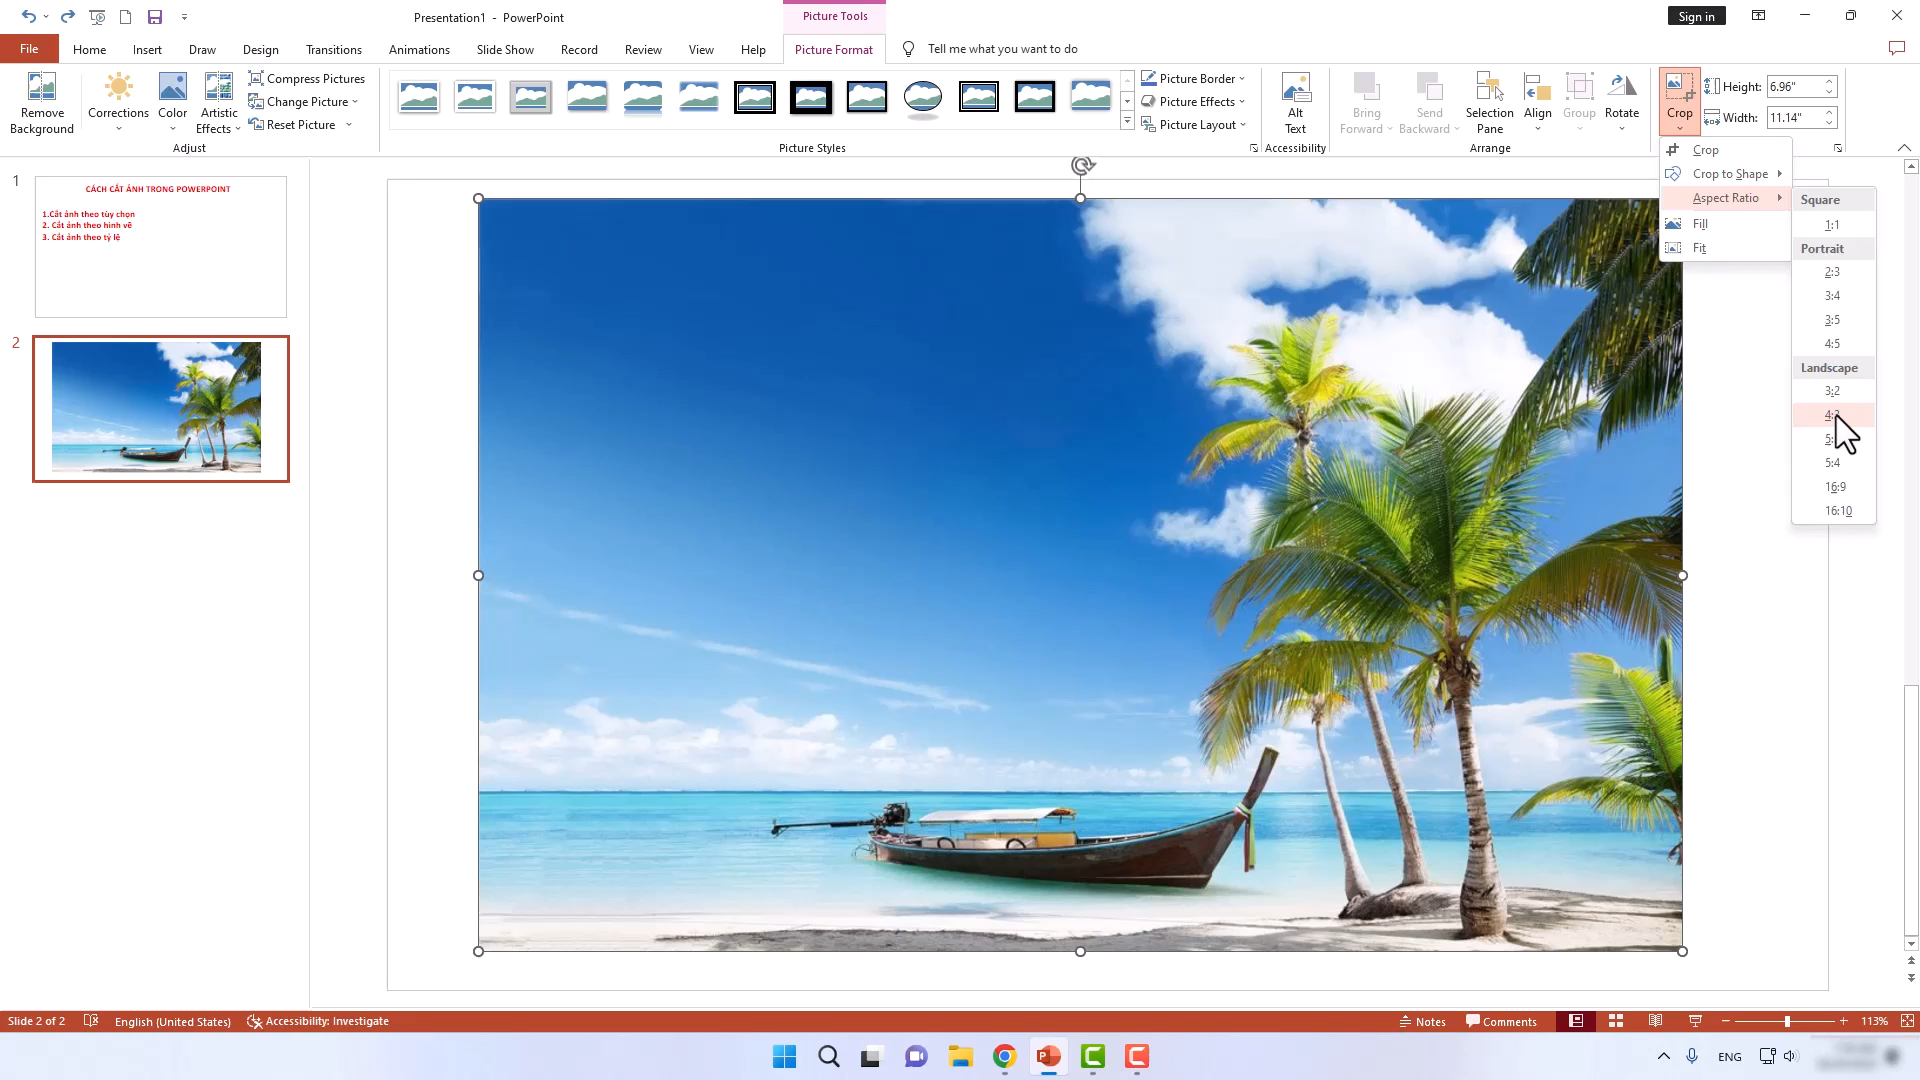 Presentation1 - PowerPoint
Picture Tools
Sign in
File Home Insert Draw Design Transitions Animations Slide Show Record Review View Help Picture Format Tell me what you want to do
Remove Background
Corrections
Color
Artistic Effects
Compress Pictures
Change Picture
Reset Picture
Adjust
Picture Styles
Picture Border
Picture Effects
Picture Layout
Alt Text
Accessibility
Bring Forward
Send Backward
Selection Pane
Align
Group
Rotate
Arrange
Crop
Height: 6.96"
Width: 11.14"
Crop
Crop to Shape
Aspect Ratio
Fill
Fit
Square
1:1
Portrait
2:3
3:4
3:5
4:5
Landscape
3:2
5:4
16:9
16:10
1
CÁCH CẮT ẢNH TRONG POWERPOINT
1.Cắt ảnh theo tùy chọn
2. Cắt ảnh theo hình vẽ
3. Cắt ảnh theo tỷ lệ
2
Slide 2 of 2
English (United States)
Accessibility: Investigate
Notes
Comments
113%
ENG